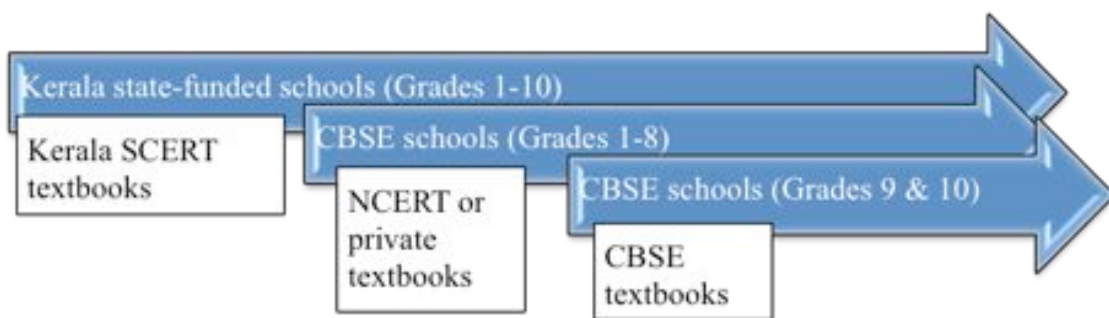 Kerala state-funded schools (Grades 1-10)
Kerala SCERT
textbooks
CBSE schools (Grades 1-8)
NCERT or
private
textbooks
CBSE schools (Grades 9 & 10)
CBSE
textbooks